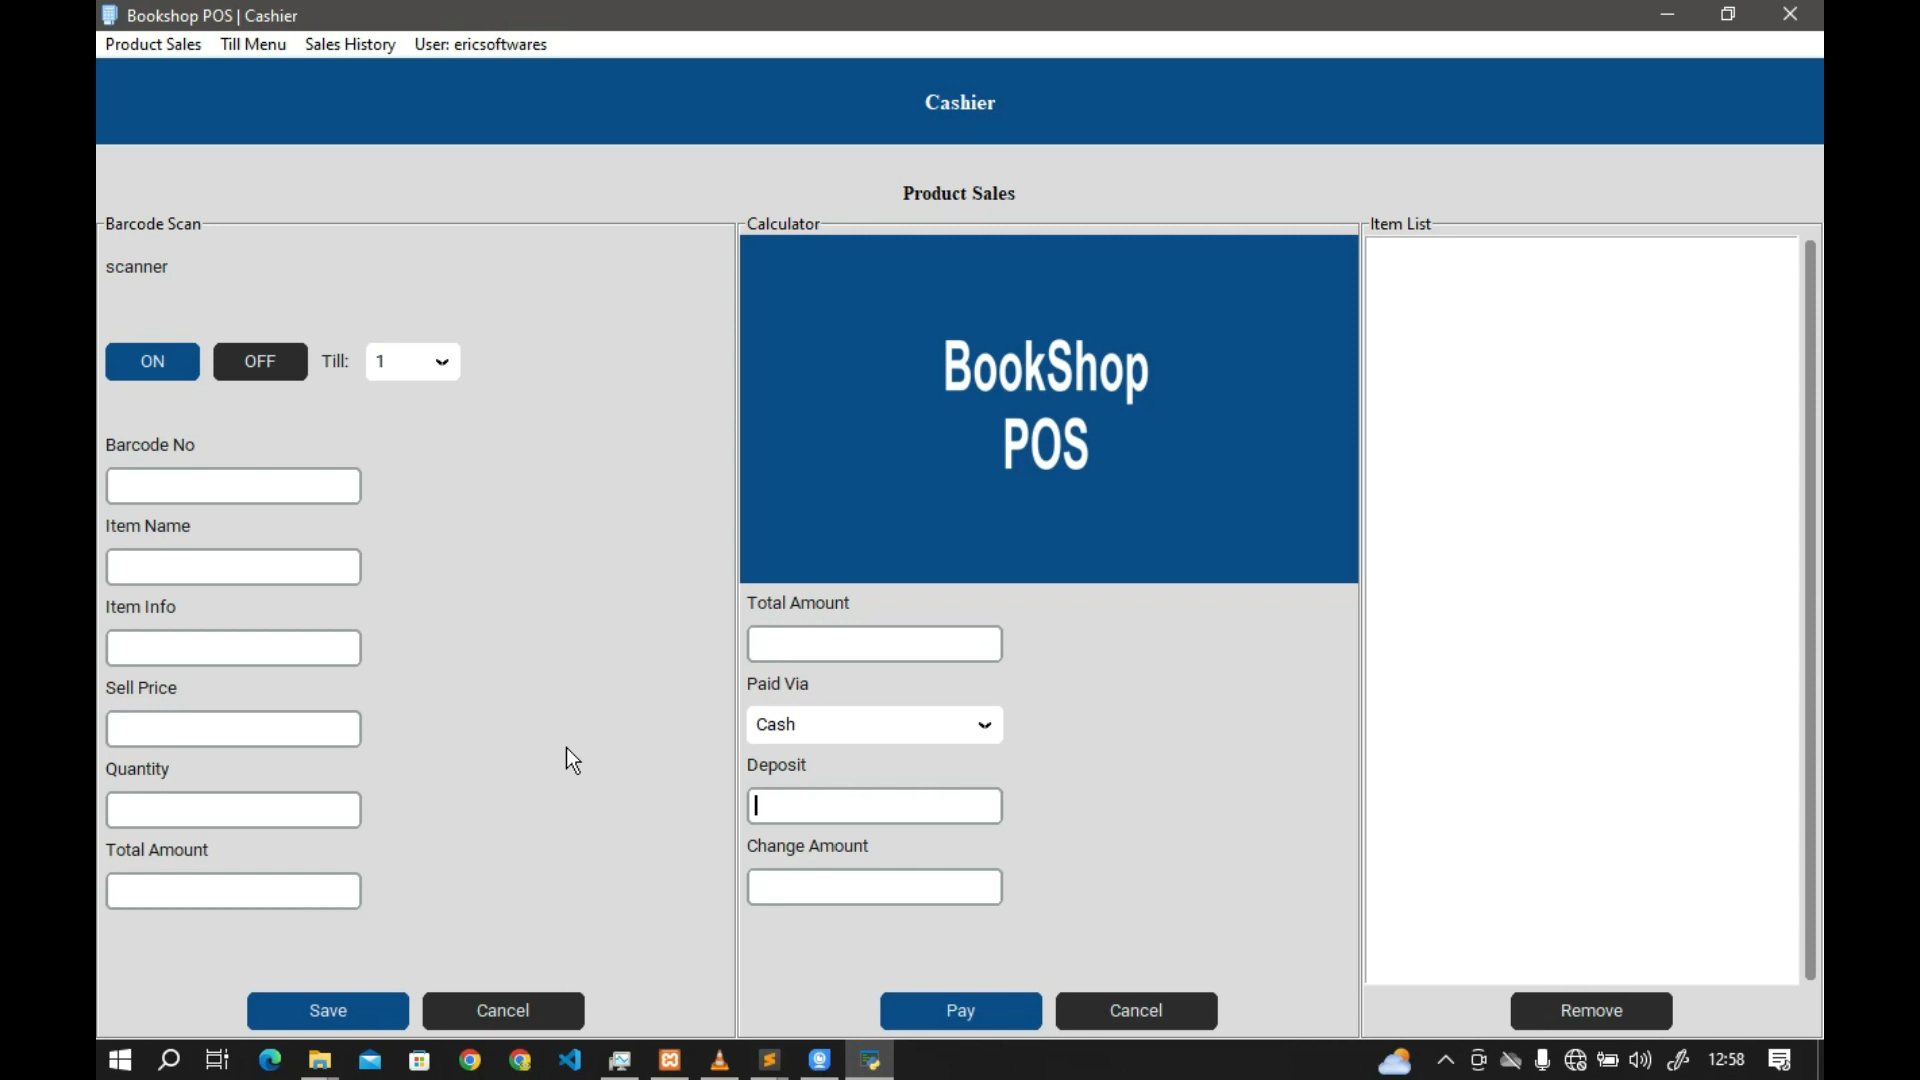 Bookshop POS | Cashier
Product Sales Till Menu Sales History User: ericsoftwares
Cashier
Product Sales
Barcode Scan
scanner
ON OFF Till: 1
Barcode No
Item Name
Item Info
Sell Price
Quantity
Total Amount
Save Cancel
Calculator
BookShop
POS
Total Amount
Paid Via
Cash
Deposit
Change Amount
Pay Cancel
Item List
Remove
12:58